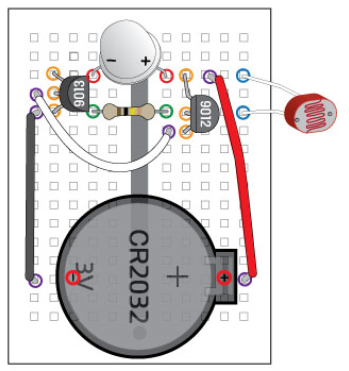 - +
9013
9012
CR2032
3V
- + +